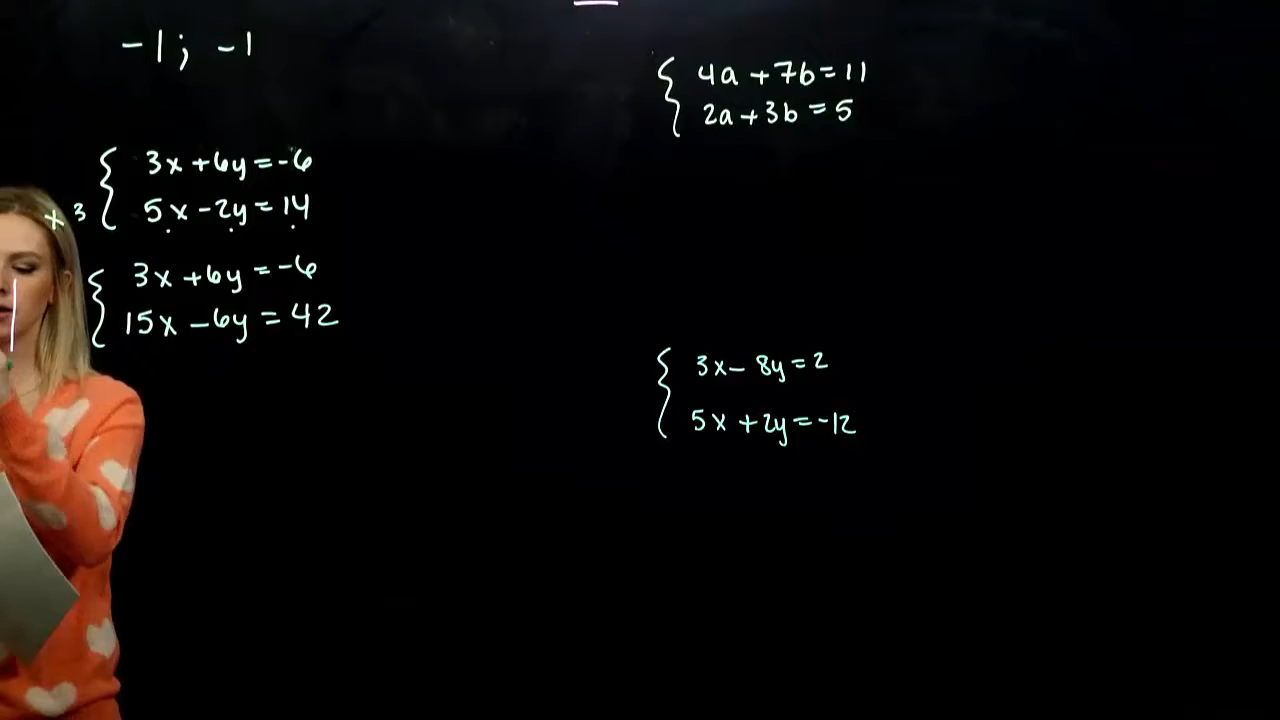 -1; -1
3x + 6y = -6
× 3 5x - 2y = 14
3x + 6y = -6
15x - 6y = 42
4a + 7b = 11
2a + 3b = 5
3x - 8y = 2
5x + 2y = -12